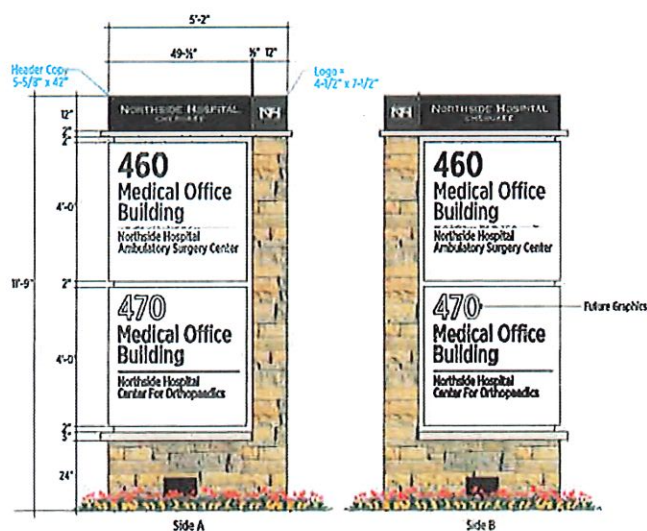 5'-2"
49-½"
½"
12"
Header Copy
5-5/8" x 42"
Logo =
4-1/2" x 7-1/2"
12"
NORTHSIDE HOSPITAL
CHEROKEE
NH
NH
NORTHSIDE HOSPITAL
CHEROKEE
2"
460
Medical Office
Building
Northside Hospital
Ambulatory Surgery Center
460
Medical Office
Building
Northside Hospital
Ambulatory Surgery Center
4'-0"
11'-9"
2"
470
Medical Office
Building
Northside Hospital
Center For Orthopaedics
470
Medical Office
Building
Northside Hospital
Center For Orthopaedics
Future Graphics
4'-0"
2"
3"
24"
Side A
Side B